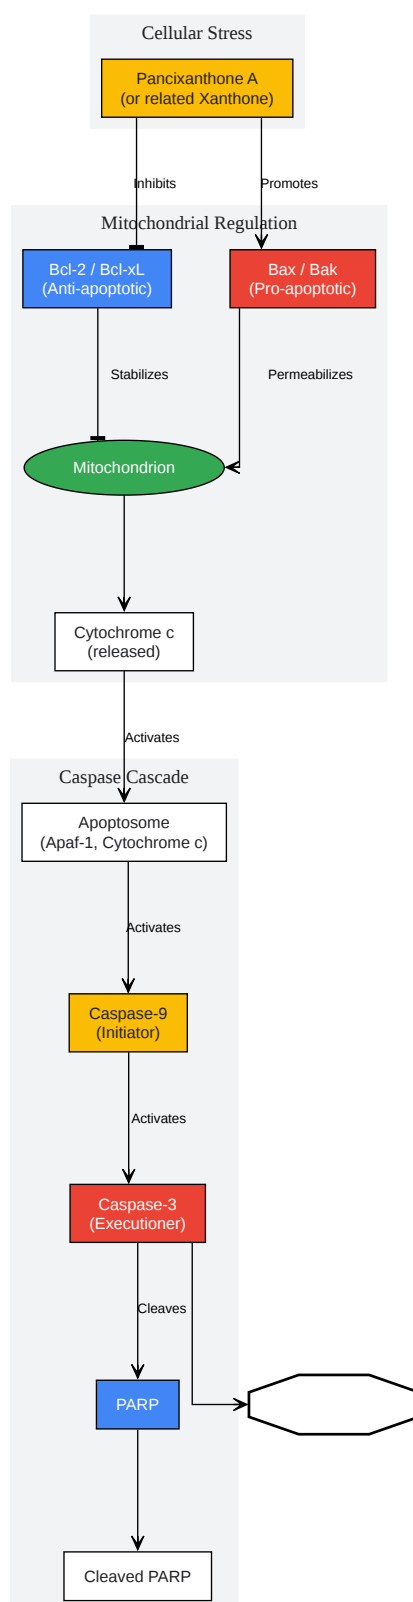 Cellular Stress
Pancixanthone A
(or related Xanthone)
Inhibits
Promotes
Mitochondrial Regulation
Bcl-2 / Bcl-xL
(Anti-apoptotic)
Bax / Bak
(Pro-apoptotic)
Stabilizes
Permeabilizes
Mitochondrion
Cytochrome c
(released)
Activates
Caspase Cascade
Apoptosome
(Apaf-1, Cytochrome c)
Activates
Caspase-9
(Initiator)
Activates
Caspase-3
(Executioner)
Cleaves
PARP
Cleaved PARP